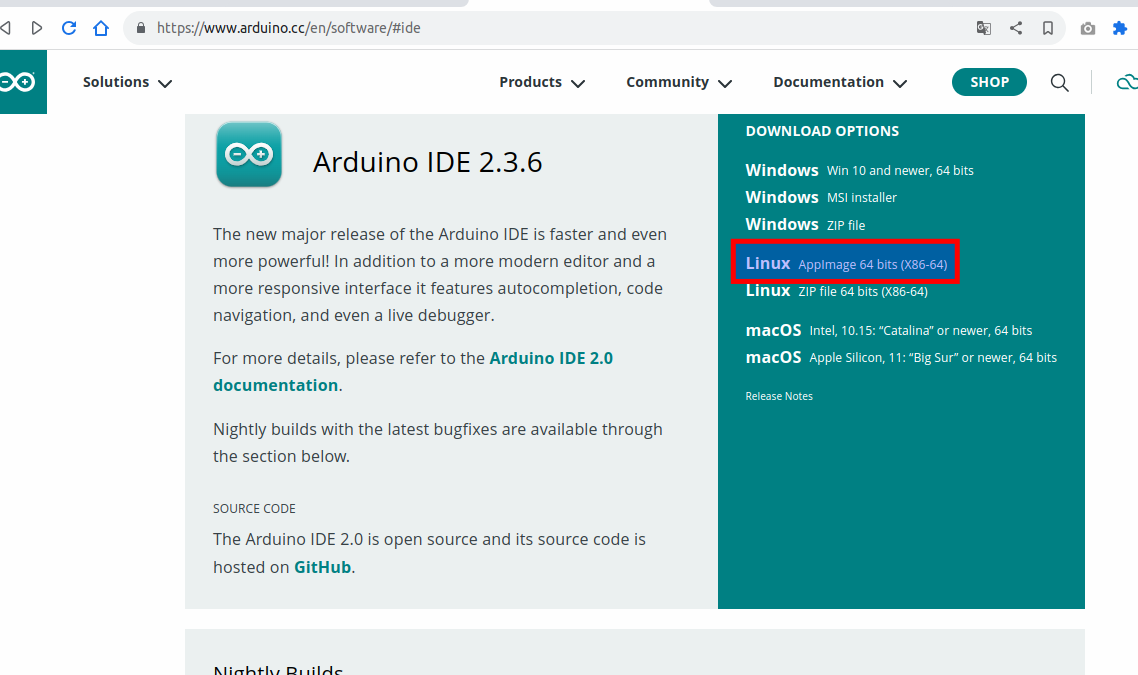 https://www.arduino.cc/en/software/#ide
Solutions
Products
Community
Documentation
SHOP
Arduino IDE 2.3.6
The new major release of the Arduino IDE is faster and even
more powerful! In addition to a more modern editor and a
more responsive interface it features autocompletion, code
navigation, and even a live debugger.
For more details, please refer to the Arduino IDE 2.0
documentation.
Nightly builds with the latest bugfixes are available through
the section below.
SOURCE CODE
The Arduino IDE 2.0 is open source and its source code is
hosted on GitHub.
DOWNLOAD OPTIONS
Windows Win 10 and newer, 64 bits
Windows MSI installer
Windows ZIP file
Linux AppImage 64 bits (X86-64)
Linux ZIP file 64 bits (X86-64)
macOS Intel, 10.15: “Catalina” or newer, 64 bits
macOS Apple Silicon, 11: “Big Sur” or newer, 64 bits
Release Notes
Nightly Builds